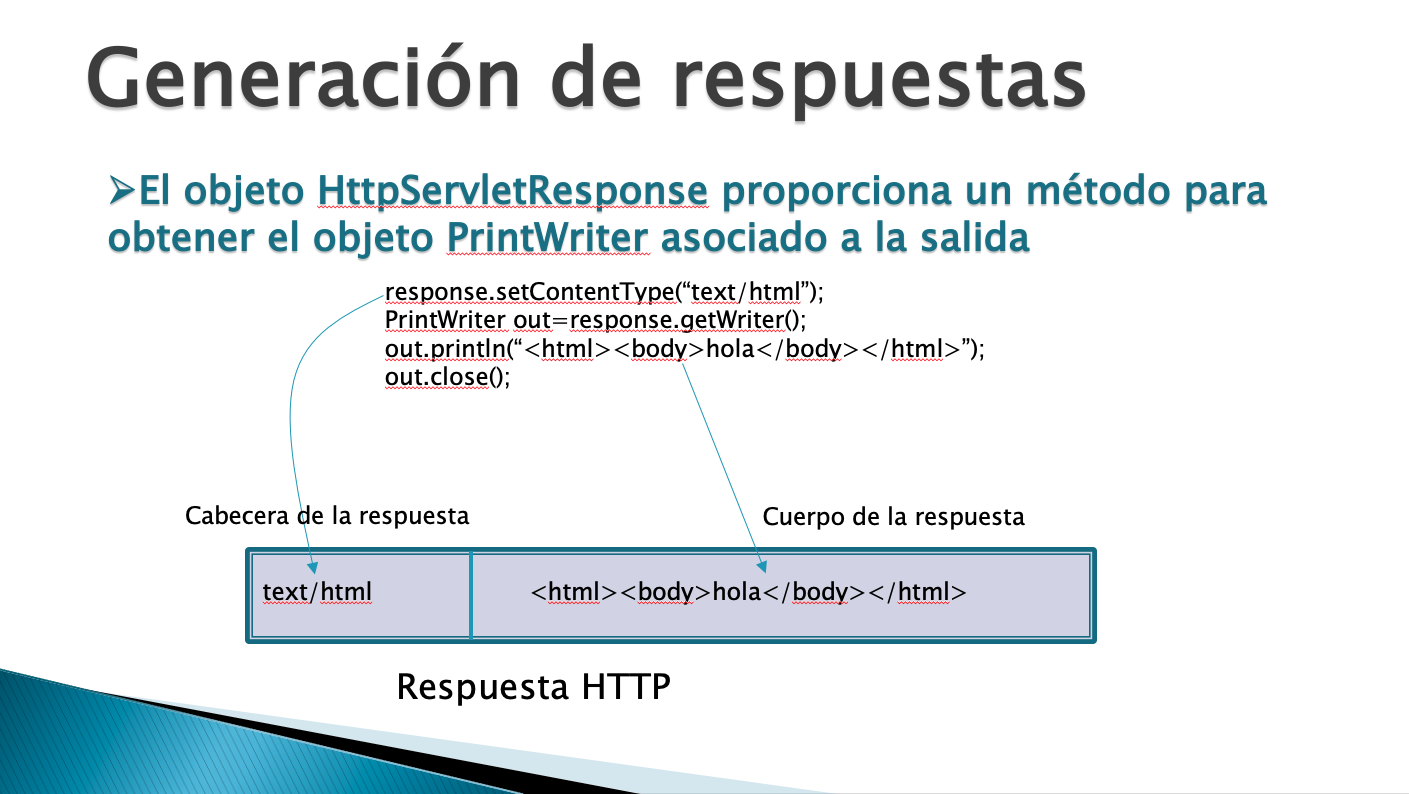 Generación de respuestas
➢El objeto HttpServletResponse proporciona un método para
obtener el objeto PrintWriter asociado a la salida
response.setContentType(“text/html”);
PrintWriter out=response.getWriter();
out.println(“<html><body>hola</body></html>”);
out.close();
Cabecera de la respuesta
Cuerpo de la respuesta
text/html
<html><body>hola</body></html>
Respuesta HTTP